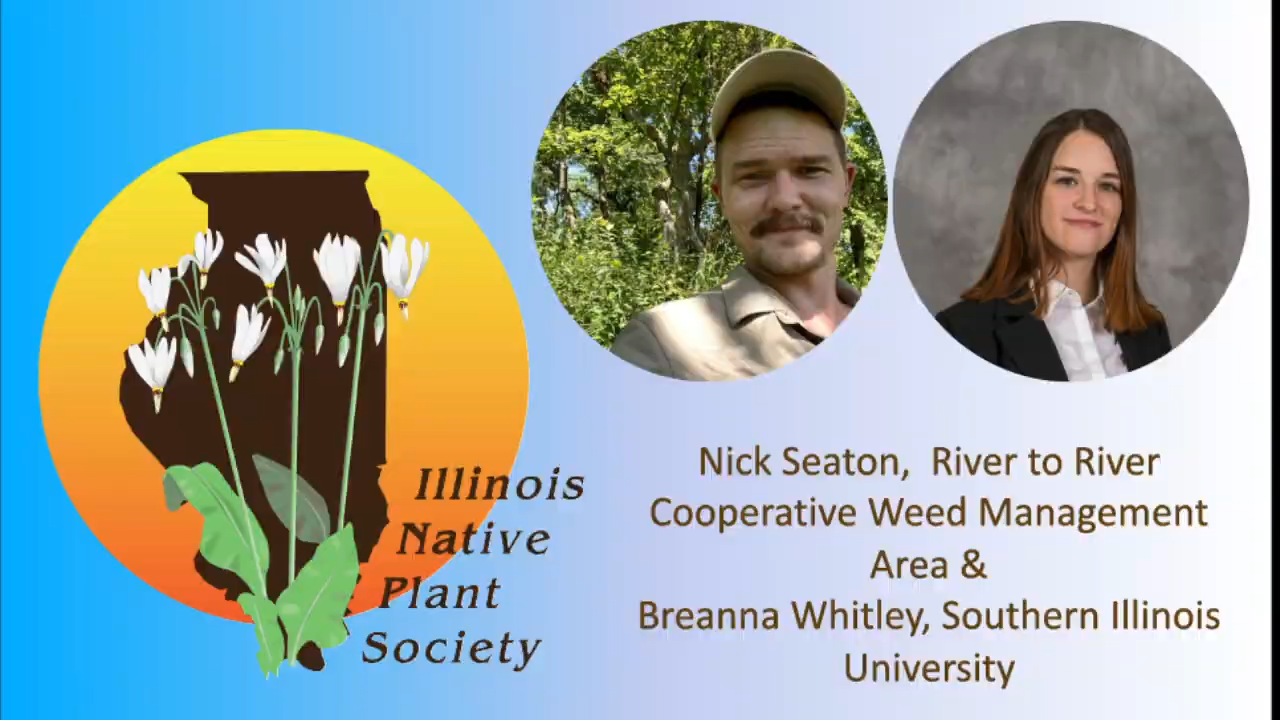 Illinois
Native
Plant
Society
Nick Seaton, River to River
Cooperative Weed Management
Area &
Breanna Whitley, Southern Illinois
University